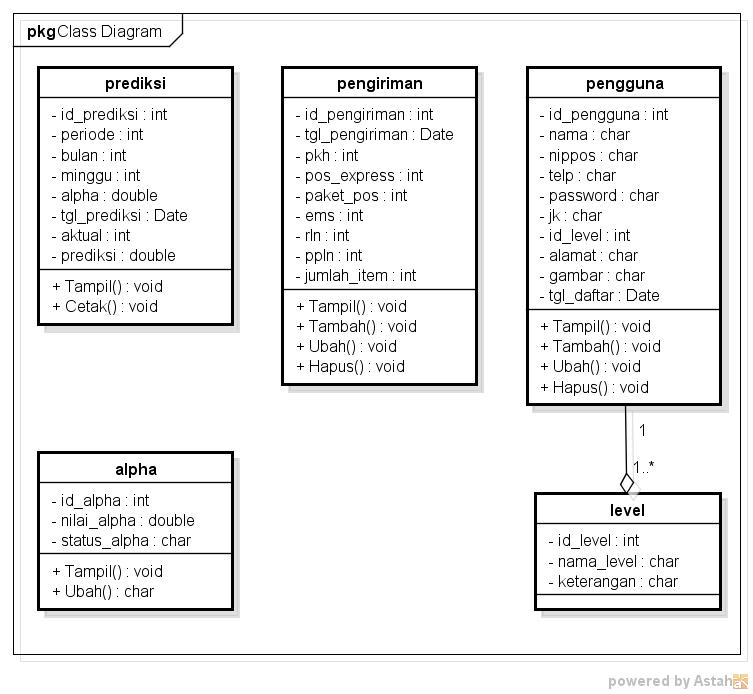 pkg Class Diagram
prediksi
- id_prediksi : int
- periode : int
- bulan : int
- minggu : int
- alpha : double
- tgl_prediksi : Date
- aktual : int
- prediksi : double
+ Tampil() : void
+ Cetak() : void
pengiriman
- id_pengiriman : int
- tgl_pengiriman : Date
- pkh : int
- pos_express : int
- paket_pos : int
- ems : int
- rln : int
- ppln : int
- jumlah_item : int
+ Tampil() : void
+ Tambah() : void
+ Ubah() : void
+ Hapus() : void
pengguna
- id_pengguna : int
- nama : char
- nippos : char
- telp : char
- password : char
- jk : char
- id_level : int
- alamat : char
- gambar : char
- tgl_daftar : Date
+ Tampil() : void
+ Tambah() : void
+ Ubah() : void
+ Hapus() : void
1
1..*
alpha
- id_alpha : int
- nilai_alpha : double
- status_alpha : char
+ Tampil() : void
+ Ubah() : char
level
- id_level : int
- nama_level : char
- keterangan : char
powered by Astah